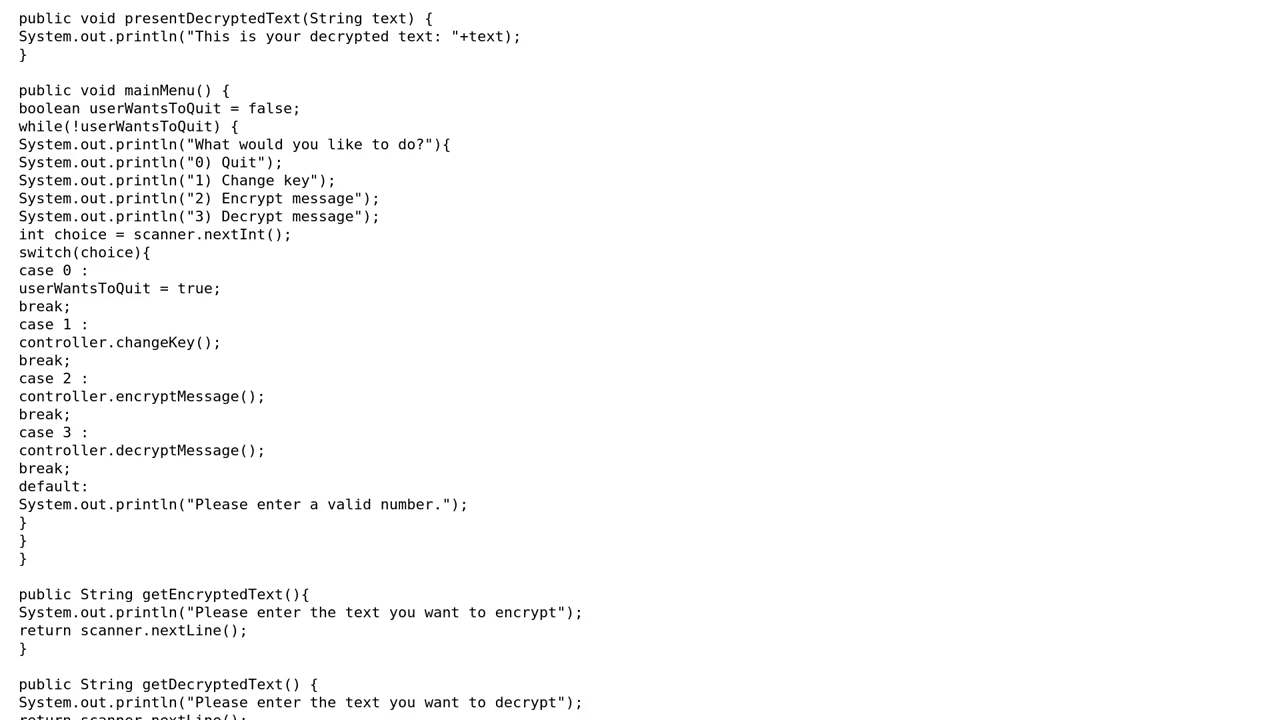 public void presentDecryptedText(String text) {
System.out.println("This is your decrypted text: "+text);
}
public void mainMenu() {
boolean userWantsToQuit = false;
while(!userWantsToQuit) {
System.out.println("What would you like to do?"){
System.out.println("0) Quit");
System.out.println("1) Change key");
System.out.println("2) Encrypt message");
System.out.println("3) Decrypt message");
int choice = scanner.nextInt();
switch(choice){
case 0 :
userWantsToQuit = true;
break;
case 1 :
controller.changeKey();
break;
case 2 :
controller.encryptMessage();
break;
case 3 :
controller.decryptMessage();
break;
default:
System.out.println("Please enter a valid number.");
}
}
}
public String getEncryptedText(){
System.out.println("Please enter the text you want to encrypt");
return scanner.nextLine();
}
public String getDecryptedText() {
System.out.println("Please enter the text you want to decrypt");
return scanner.nextLine();